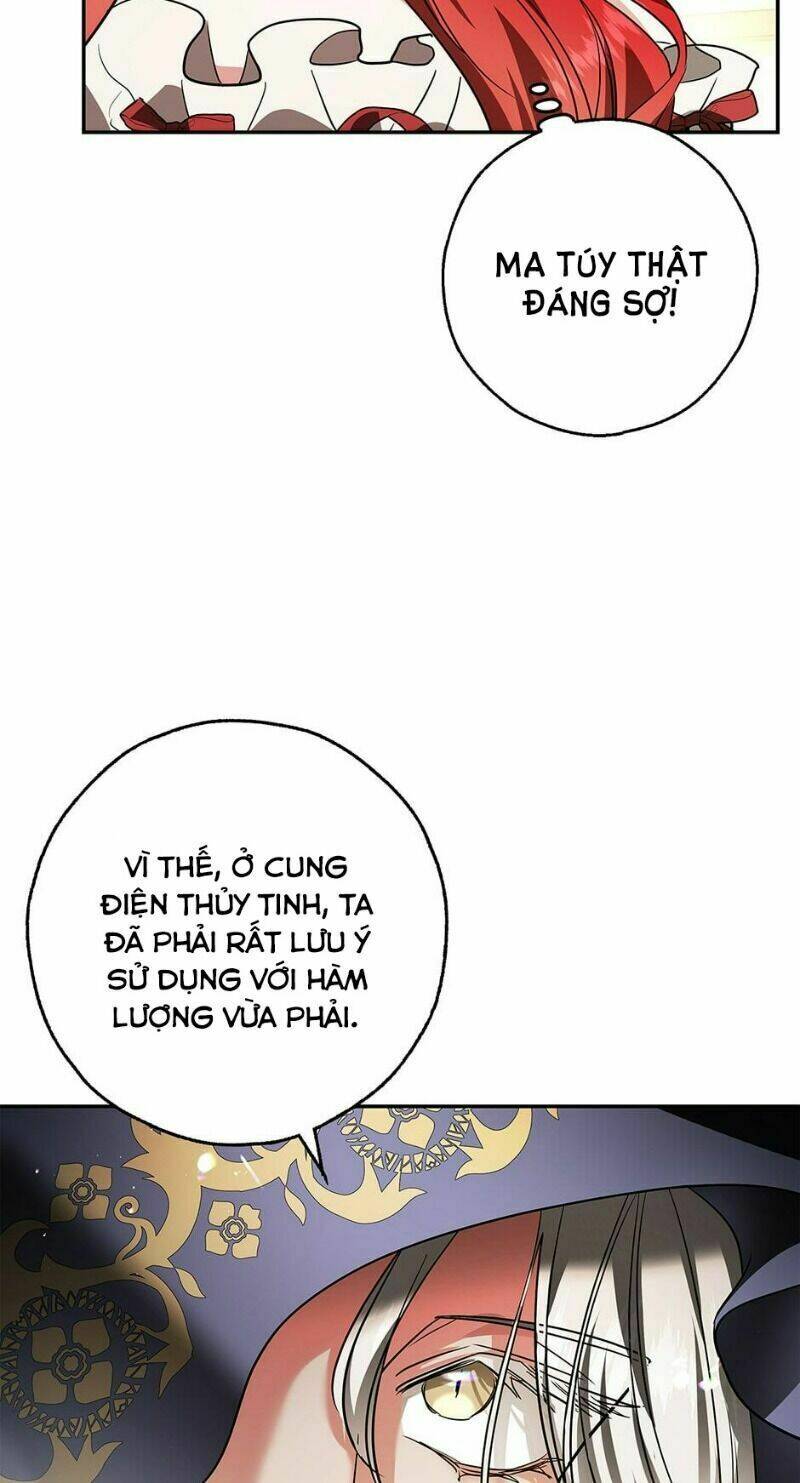 MA TÚY THẬT
ĐÁNG SỢ!
VÌ THẾ, Ở CUNG
ĐIỆN THỦY TINH, TA
ĐÃ PHẢI RẤT LƯU Ý
SỬ DỤNG VỚI HÀM
LƯỢNG VỪA PHẢI.